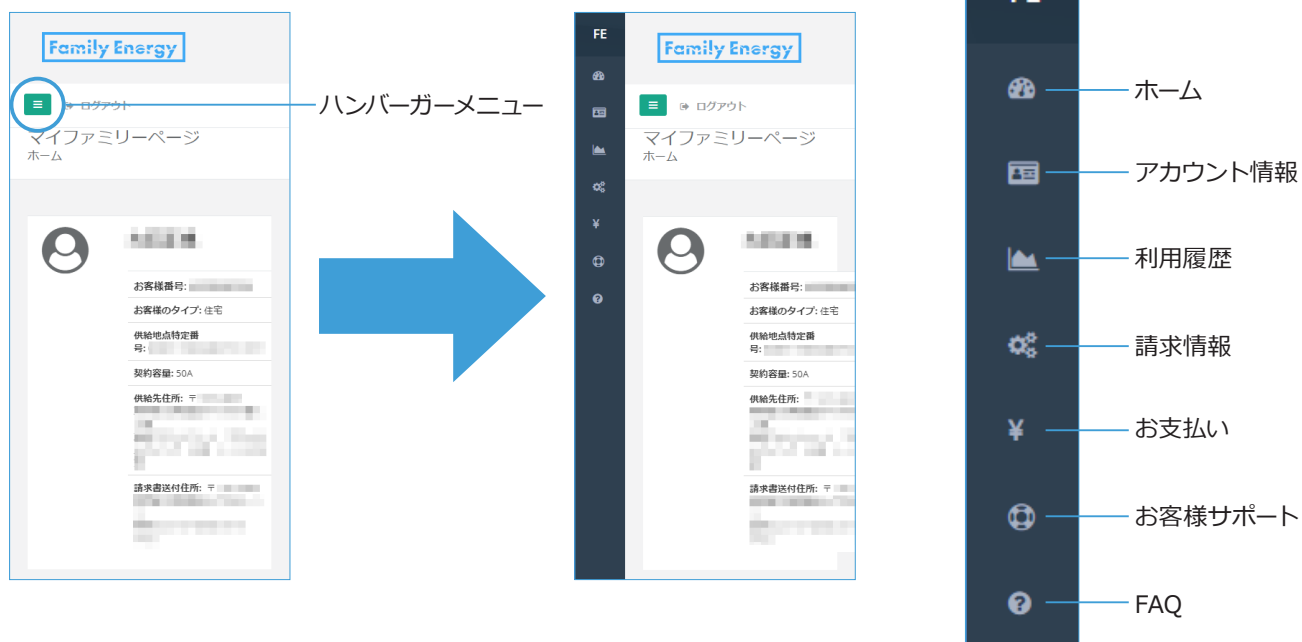 Family Energy
ログアウト
マイファミリーページ
ホーム
お客様番号:
お客様のタイプ: 住宅
供給地点特定番
号:
契約容量: 50A
供給先住所: 〒
請求書送付住所: 〒
ハンバーガーメニュー
FE
Family Energy
ログアウト
マイファミリーページ
ホーム
お客様番号:
お客様のタイプ: 住宅
供給地点特定番
号:
契約容量: 50A
供給先住所:
請求書送付住所: 〒
¥
FE
ホーム
アカウント情報
利用履歴
請求情報
¥
お支払い
お客様サポート
FAQ